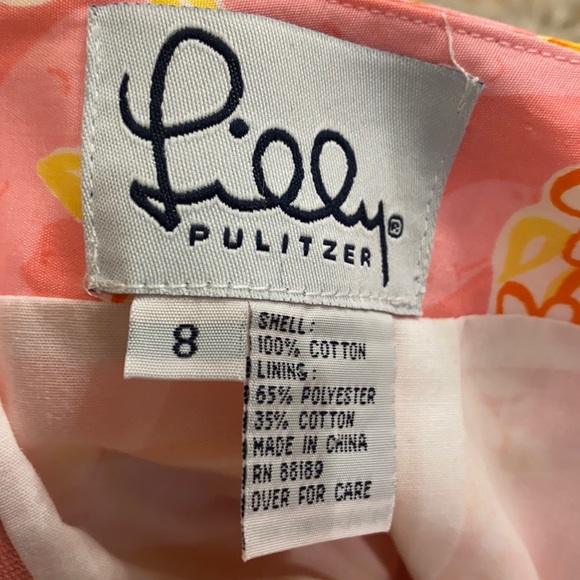 Lilly®
PULITZER
8
SHELL:
100% COTTON
LINING:
65% POLYESTER
35% COTTON
MADE IN CHINA
RN 88189
OVER FOR CARE